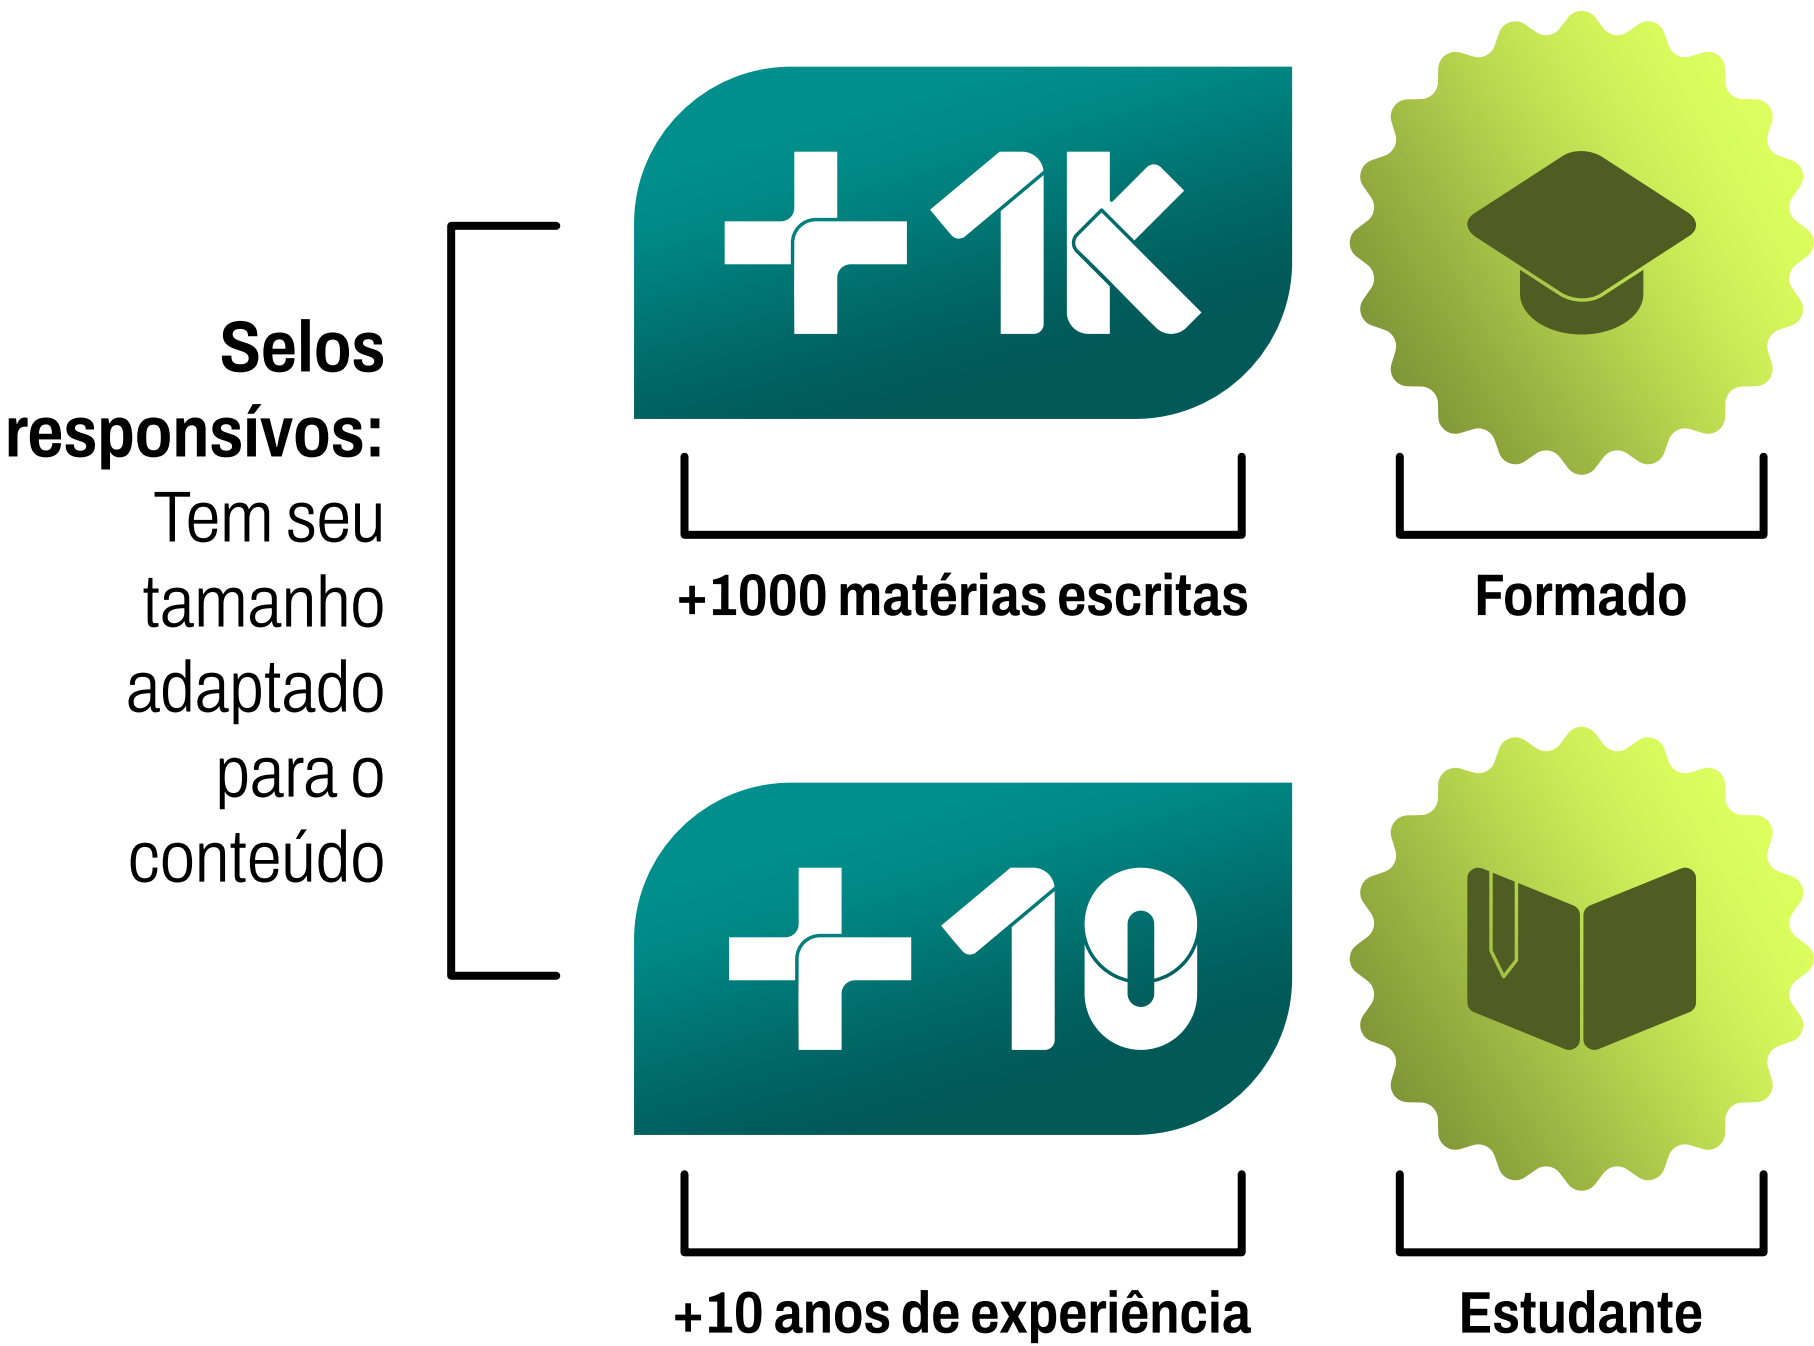 Selos
responsívos:
Tem seu
tamanho
adaptado
para o
conteúdo
+1K
+1000 matérias escritas
Formado
+10
+10 anos de experiência
Estudante